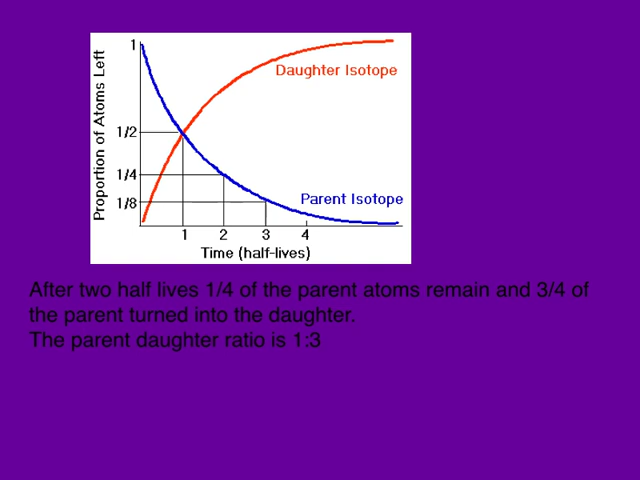 1
Daughter Isotope
Proportion of Atoms Left
1/2
1/4
1/8
Parent Isotope
1 2 3 4
Time (half-lives)
After two half lives 1/4 of the parent atoms remain and 3/4 of
the parent turned into the daughter.
The parent daughter ratio is 1:3